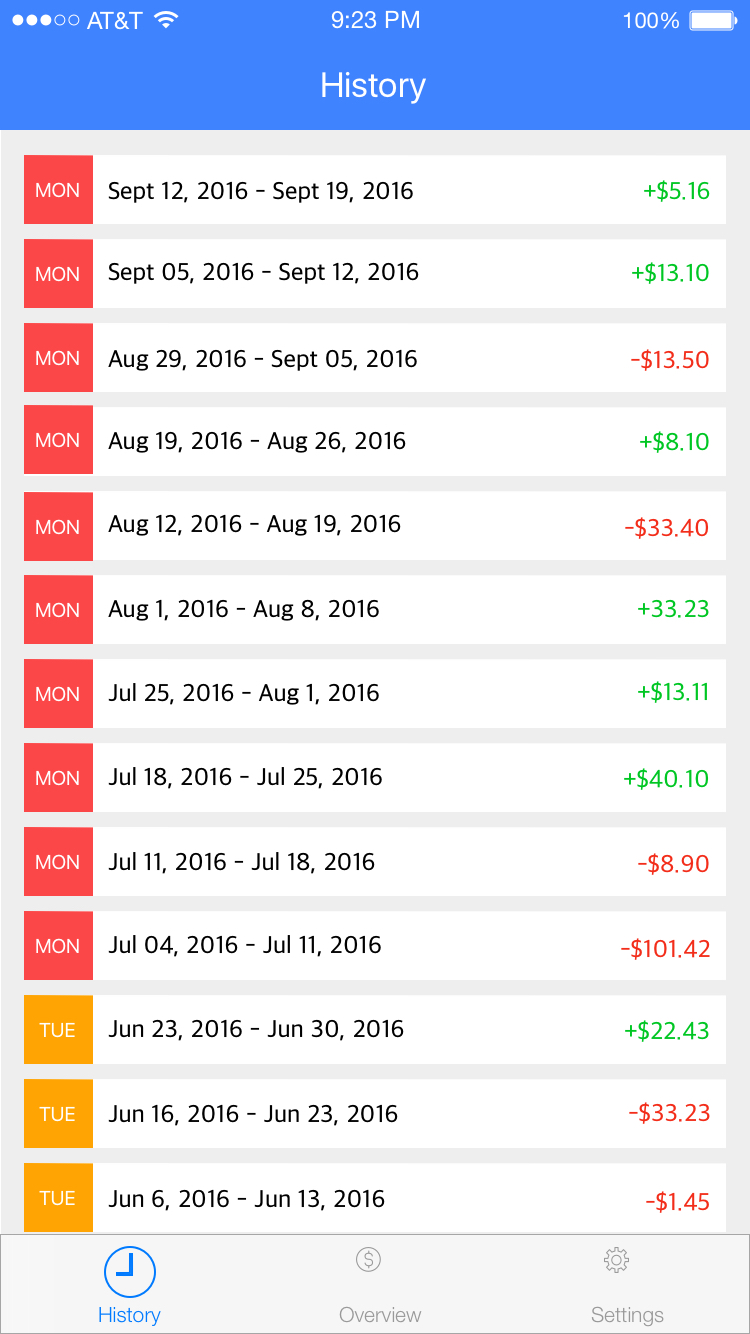 AT&T 9:23 PM 100%
History
MON Sept 12, 2016 - Sept 19, 2016 +$5.16
MON Sept 05, 2016 - Sept 12, 2016 +$13.10
MON Aug 29, 2016 - Sept 05, 2016 -$13.50
MON Aug 19, 2016 - Aug 26, 2016 +$8.10
MON Aug 12, 2016 - Aug 19, 2016 -$33.40
MON Aug 1, 2016 - Aug 8, 2016 +33.23
MON Jul 25, 2016 - Aug 1, 2016 +$13.11
MON Jul 18, 2016 - Jul 25, 2016 +$40.10
MON Jul 11, 2016 - Jul 18, 2016 -$8.90
MON Jul 04, 2016 - Jul 11, 2016 -$101.42
TUE Jun 23, 2016 - Jun 30, 2016 +$22.43
TUE Jun 16, 2016 - Jun 23, 2016 -$33.23
TUE Jun 6, 2016 - Jun 13, 2016 -$1.45
$
History Overview Settings